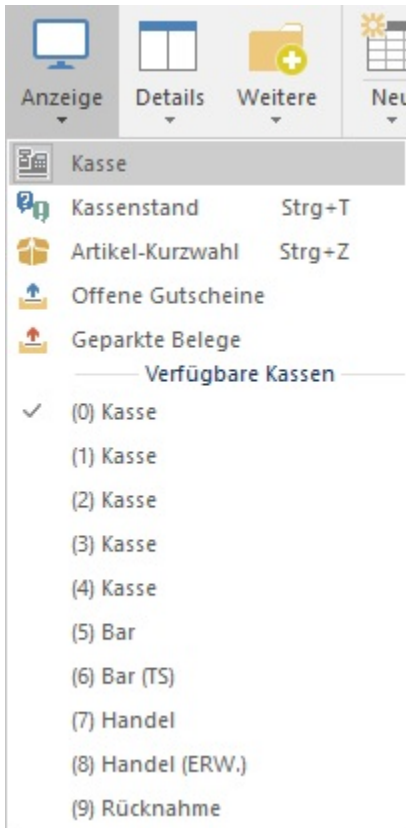 Anzeige Details Weitere
Kasse
Kassenstand Strg+T
Artikel-Kurzwahl Strg+Z
Offene Gutscheine
Geparkte Belege
Verfügbare Kassen
(0) Kasse
(1) Kasse
(2) Kasse
(3) Kasse
(4) Kasse
(5) Bar
(6) Bar (TS)
(7) Handel
(8) Handel (ERW.)
(9) Rücknahme